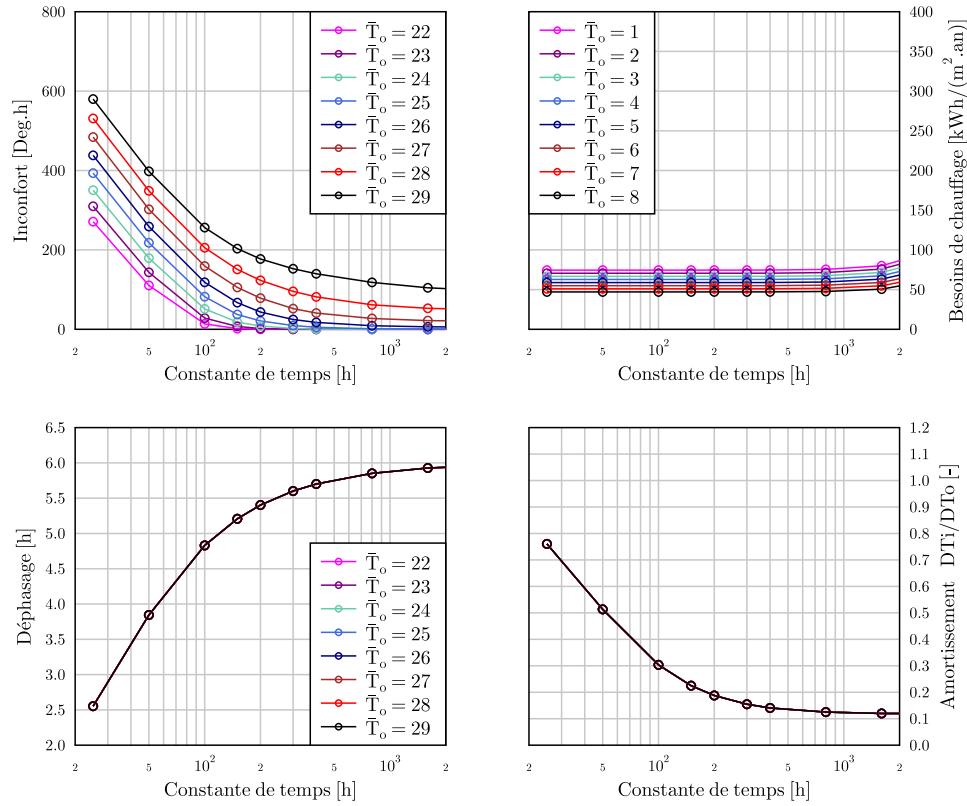 800
600
400
200
0
Inconfort [Deg.h]
2
5
10²
2
5
10³
2
Constante de temps [h]
T̄ₒ = 22
T̄ₒ = 23
T̄ₒ = 24
T̄ₒ = 25
T̄ₒ = 26
T̄ₒ = 27
T̄ₒ = 28
T̄ₒ = 29
T̄ₒ = 1
T̄ₒ = 2
T̄ₒ = 3
T̄ₒ = 4
T̄ₒ = 5
T̄ₒ = 6
T̄ₒ = 7
T̄ₒ = 8
400
350
300
250
200
150
100
50
0
Besoins de chauffage [kWh/(m².an)]
2
5
10²
2
5
10³
2
Constante de temps [h]
6.5
6.0
5.5
5.0
4.5
4.0
3.5
3.0
2.5
2.0
Déphasage [h]
T̄ₒ = 22
T̄ₒ = 23
T̄ₒ = 24
T̄ₒ = 25
T̄ₒ = 26
T̄ₒ = 27
T̄ₒ = 28
T̄ₒ = 29
2
5
10²
2
5
10³
2
Constante de temps [h]
1.2
1.1
1.0
0.9
0.8
0.7
0.6
0.5
0.4
0.3
0.2
0.1
0.0
Amortissement DTi/DTo [-]
2
5
10²
2
5
10³
2
Constante de temps [h]